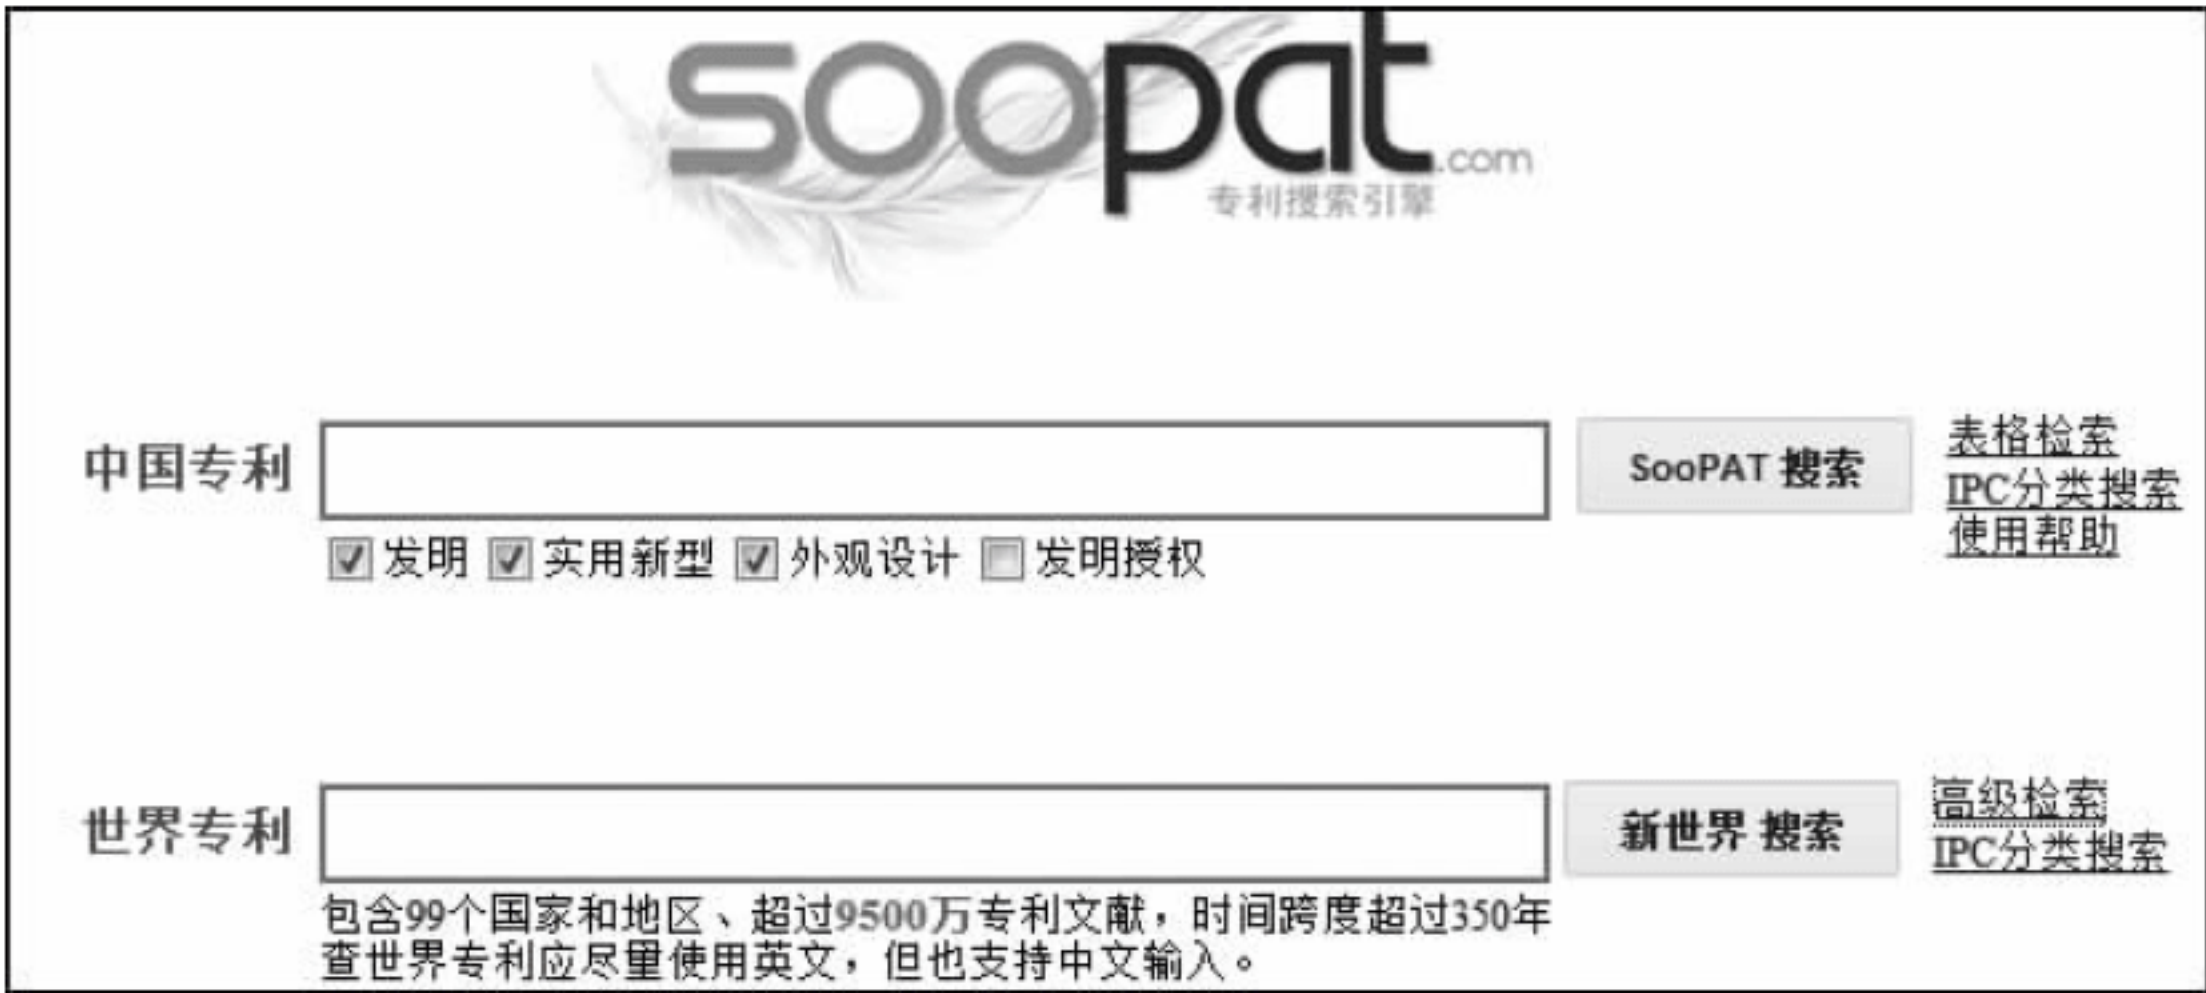 soopat.com
专利搜索引擎
中国专利
SooPAT 搜索
表格检索
IPC分类搜索
使用帮助
发明 实用新型 外观设计 发明授权
世界专利
新世界 搜索
高级检索
IPC分类搜索
包含99个国家和地区、超过9500万专利文献，时间跨度超过350年
查世界专利应尽量使用英文，但也支持中文输入。